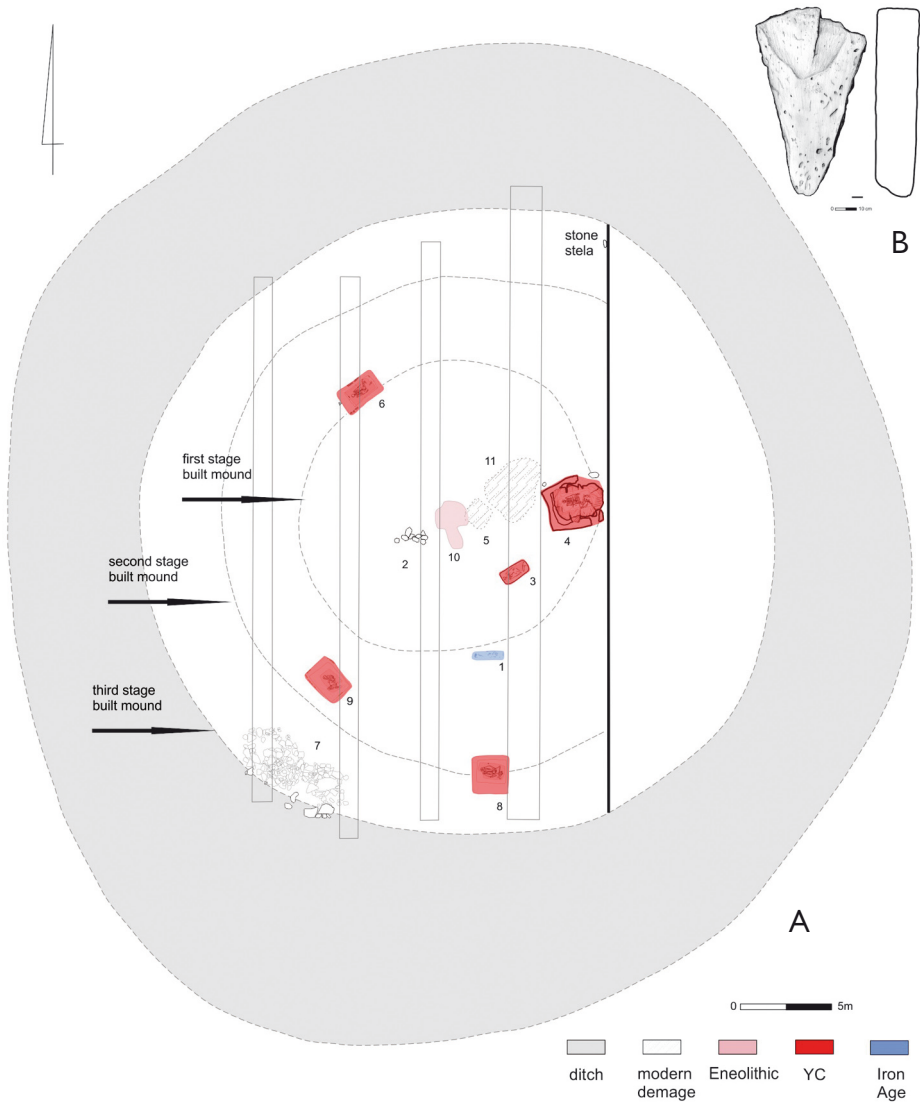 10 cm
B
stone
stela
6
first stage
built mound
11
2
10
5
4
3
second stage
built mound
1
9
third stage
built mound
7
8
A
0
5m
ditch
modern
demage
Eneolithic
YC
Iron
Age